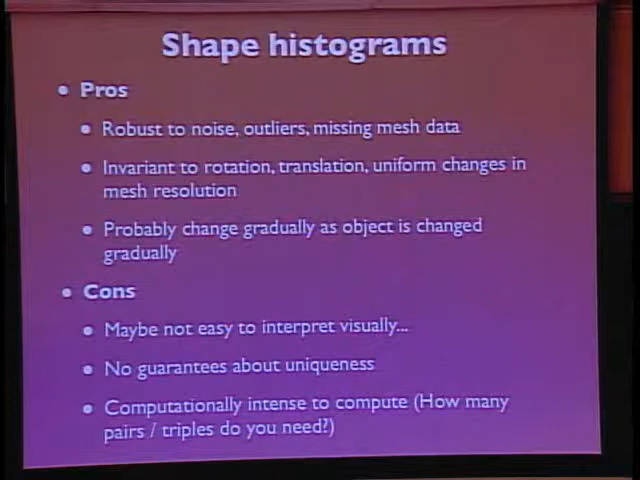 Shape histograms
• Pros
• Robust to noise, outliers, missing mesh data
• Invariant to rotation, translation, uniform changes in
mesh resolution
• Probably change gradually as object is changed
gradually
• Cons
• Maybe not easy to interpret visually...
• No guarantees about uniqueness
• Computationally intense to compute (How many
pairs / triples do you need?)